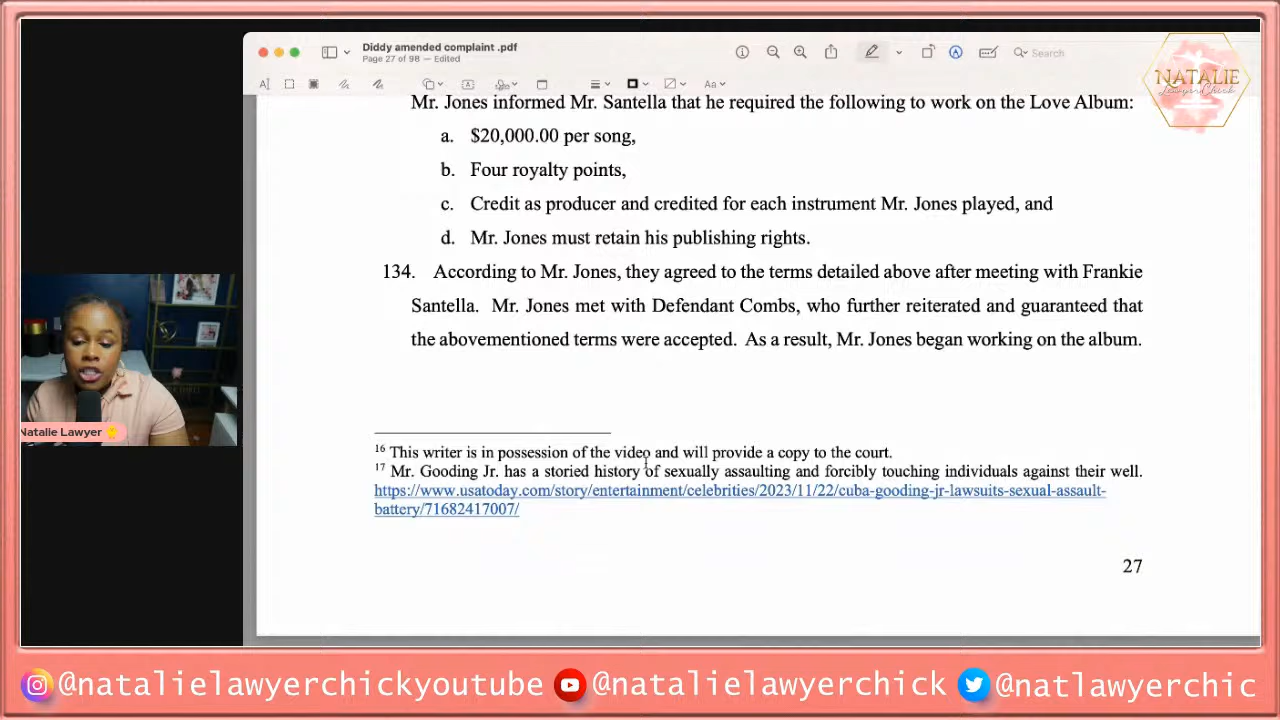 Diddy amended complaint .pdf
Page 27 of 98 — Edited
Search
NATALIE
LawyerChick
Mr. Jones informed Mr. Santella that he required the following to work on the Love Album:
a. $20,000.00 per song,
b. Four royalty points,
c. Credit as producer and credited for each instrument Mr. Jones played, and
d. Mr. Jones must retain his publishing rights.
134. According to Mr. Jones, they agreed to the terms detailed above after meeting with Frankie
Santella. Mr. Jones met with Defendant Combs, who further reiterated and guaranteed that
the abovementioned terms were accepted. As a result, Mr. Jones began working on the album.
Natalie Lawyer
16 This writer is in possession of the video and will provide a copy to the court.
17 Mr. Gooding Jr. has a storied history of sexually assaulting and forcibly touching individuals against their well.
https://www.usatoday.com/story/entertainment/celebrities/2023/11/22/cuba-gooding-jr-lawsuits-sexual-assault-
battery/71682417007/
27
@natalielawyerchickyoutube @natalielawyerchick @natlawyerchic